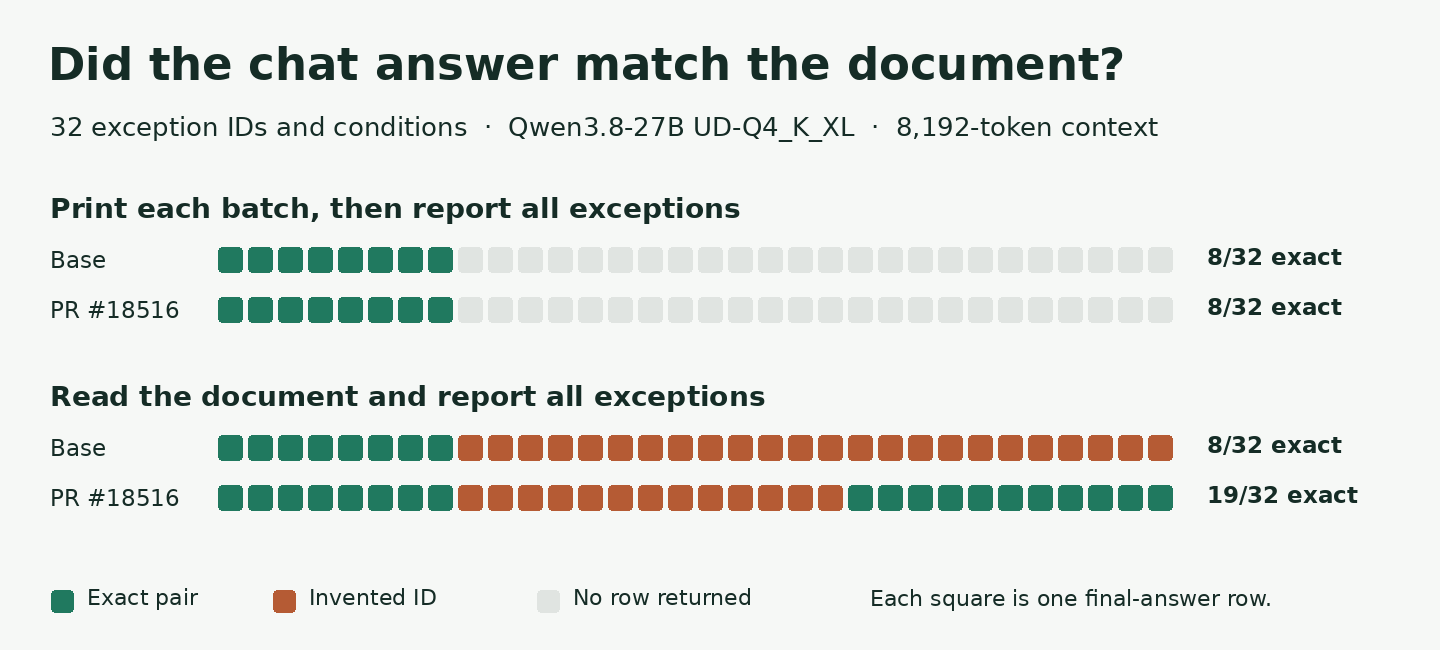 Did the chat answer match the document?
32 exception IDs and conditions · Qwen3.8-27B UD-Q4_K_XL · 8,192-token context
Print each batch, then report all exceptions
Base 8/32 exact
PR #18516 8/32 exact
Read the document and report all exceptions
Base 8/32 exact
PR #18516 19/32 exact
Exact pair Invented ID No row returned Each square is one final-answer row.